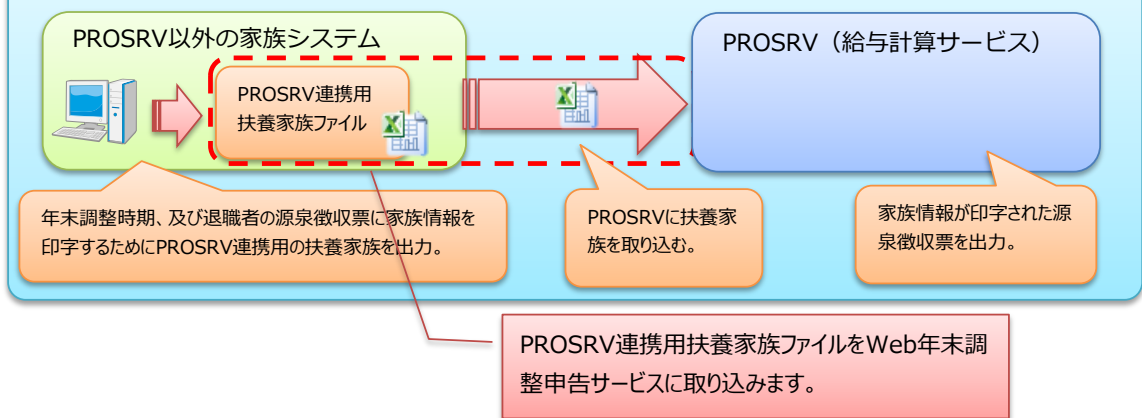 PROSRV以外の家族システム
PROSRV（給与計算サービス）
PROSRV連携用
扶養家族ファイル
年末調整時期、及び退職者の源泉徴収票に家族情報を
印字するためにPROSRV連携用の扶養家族を出力。
PROSRVに扶養家
族を取り込む。
家族情報が印字された源
泉徴収票を出力。
PROSRV連携用扶養家族ファイルをWeb年末調
整申告サービスに取り込みます。